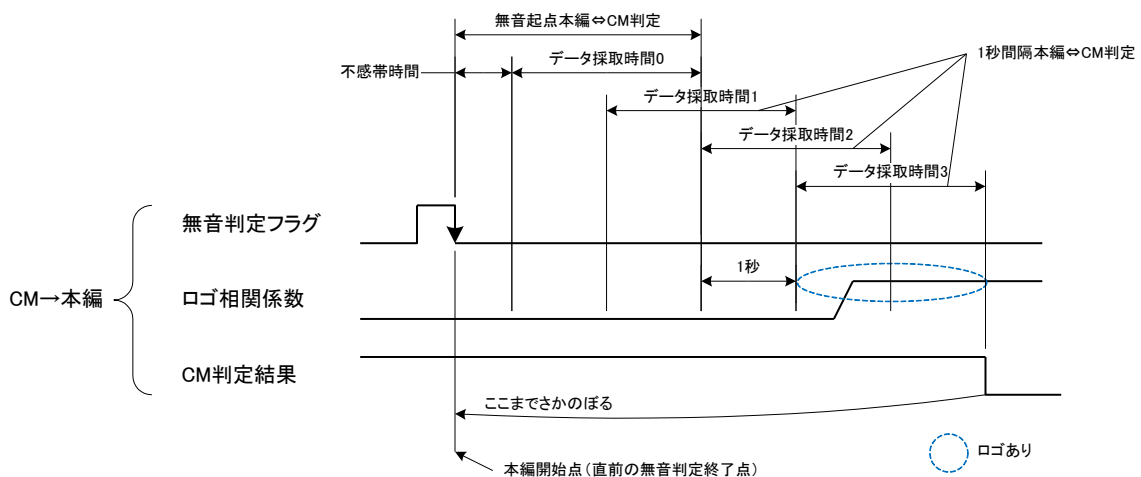 無音起点本編⇔CM判定
不感帯時間
データ採取時間0
1秒間隔本編⇔CM判定
データ採取時間1
データ採取時間2
データ採取時間3
無音判定フラグ
1秒
CM→本編
ロゴ相関係数
CM判定結果
ここまでさかのぼる
ロゴあり
本編開始点（直前の無音判定終了点）